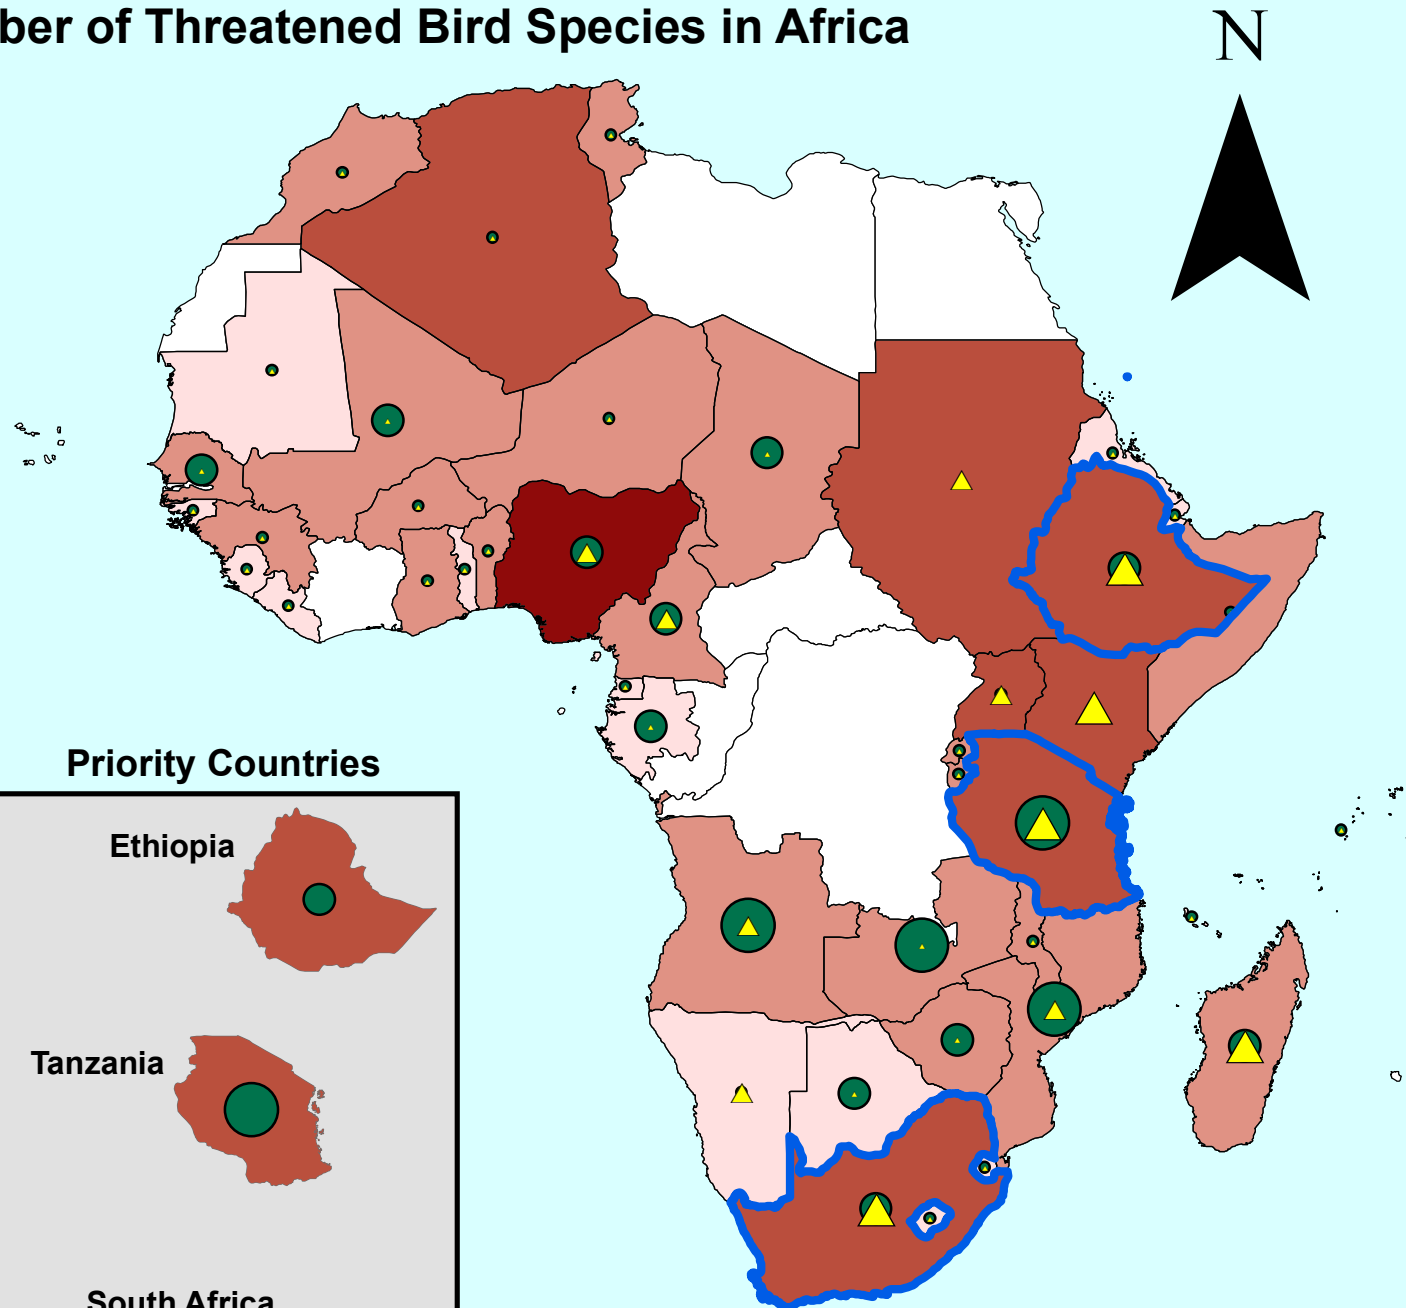 ber of Threatened Bird Species in Africa
N
Priority Countries
Ethiopia
Tanzania
South Africa